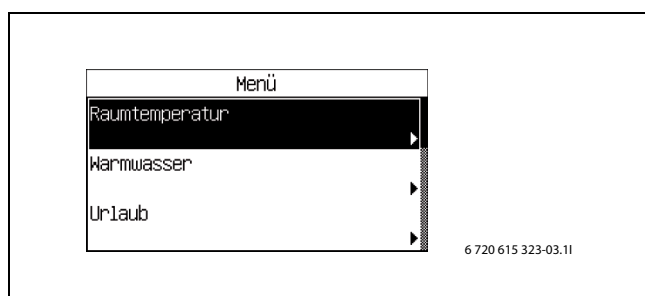 Menü
Raumtemperatur
Warmwasser
Urlaub
6 720 615 323-03.1I